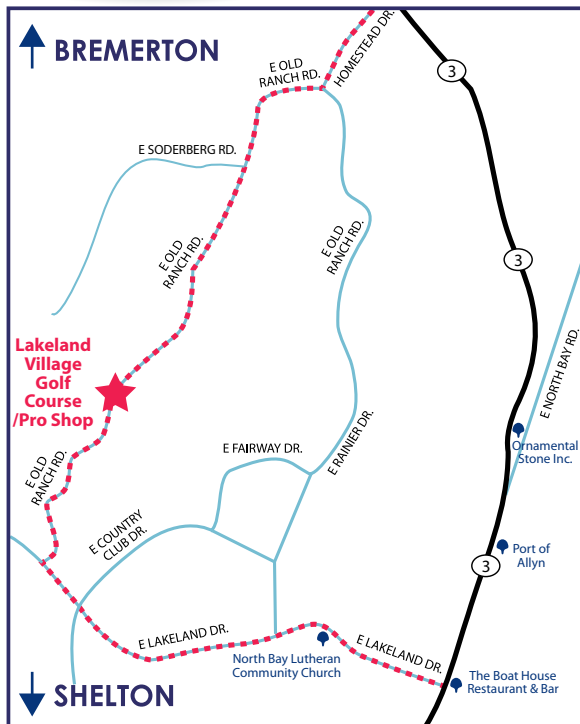 BREMERTON
E OLD
RANCH RD.
HOMESTEAD DR.
3
E SODERBERG RD.
E OLD
RANCH RD.
E OLD
RANCH RD.
3
E NORTH BAY RD.
Lakeland
Village
Golf
Course
/Pro Shop
E FAIRWAY DR.
E RAINIER DR.
Ornamental
Stone Inc.
E OLD
RANCH RD.
E COUNTRY
CLUB DR.
Port of
Allyn
3
E LAKELAND DR.
North Bay Lutheran
Community Church
E LAKELAND DR.
The Boat House
Restaurant & Bar
SHELTON